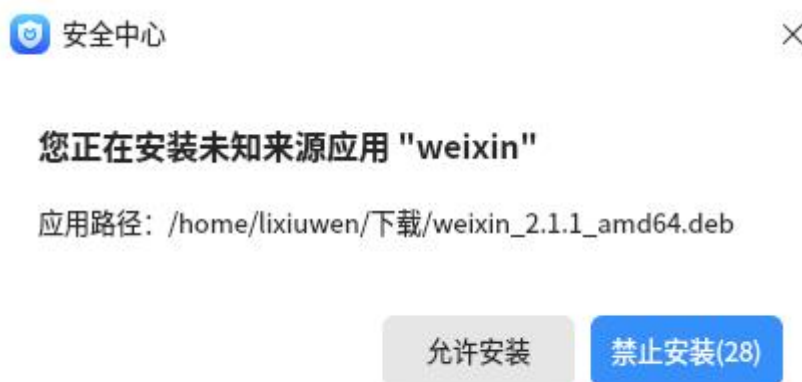 安全中心
您正在安装未知来源应用 "weixin"
应用路径：/home/lixiuwen/下载/weixin_2.1.1_amd64.deb
允许安装 禁止安装(28)